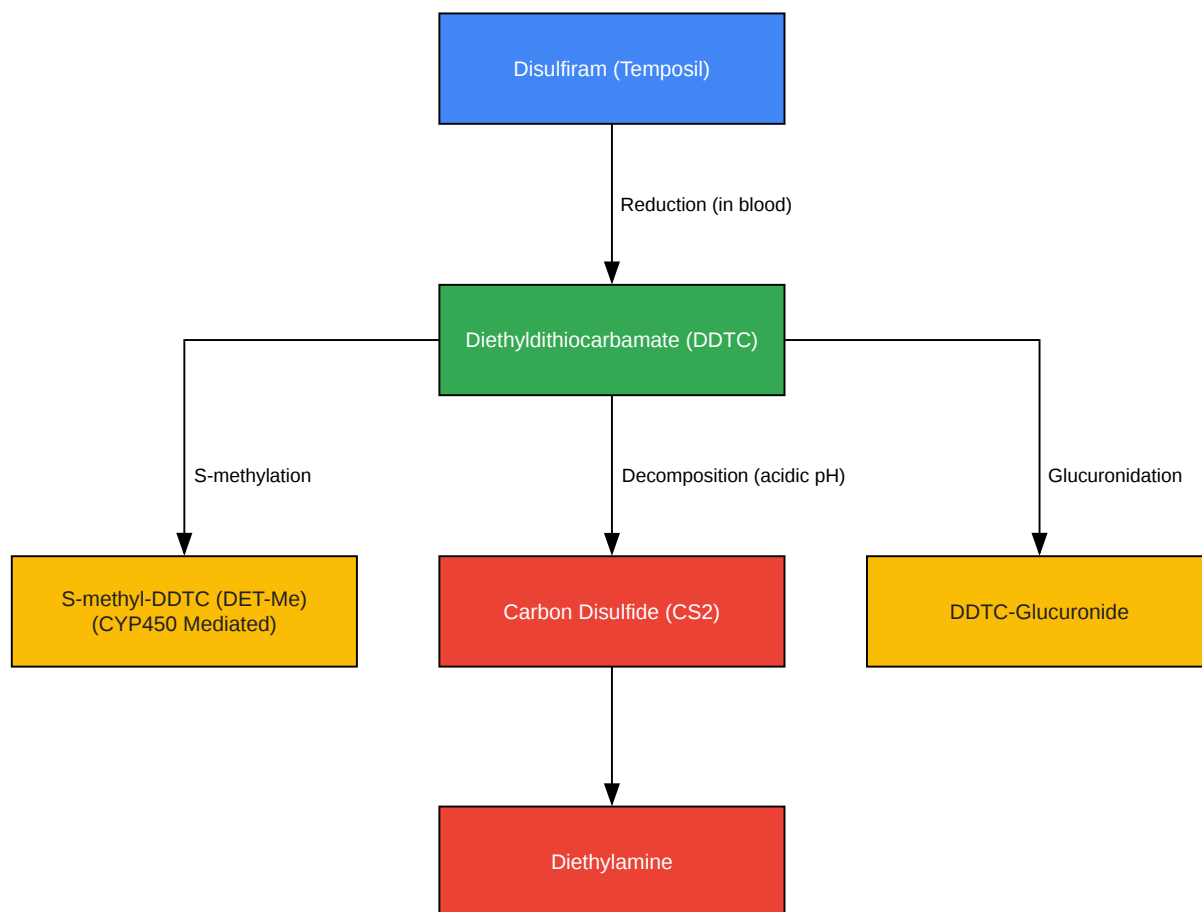 Disulfiram (Temposil)
Reduction (in blood)
Diethyldithiocarbamate (DDTC)
S-methylation
Decomposition (acidic pH)
Glucuronidation
S-methyl-DDTC (DET-Me)
(CYP450 Mediated)
Carbon Disulfide (CS2)
DDTC-Glucuronide
Diethylamine